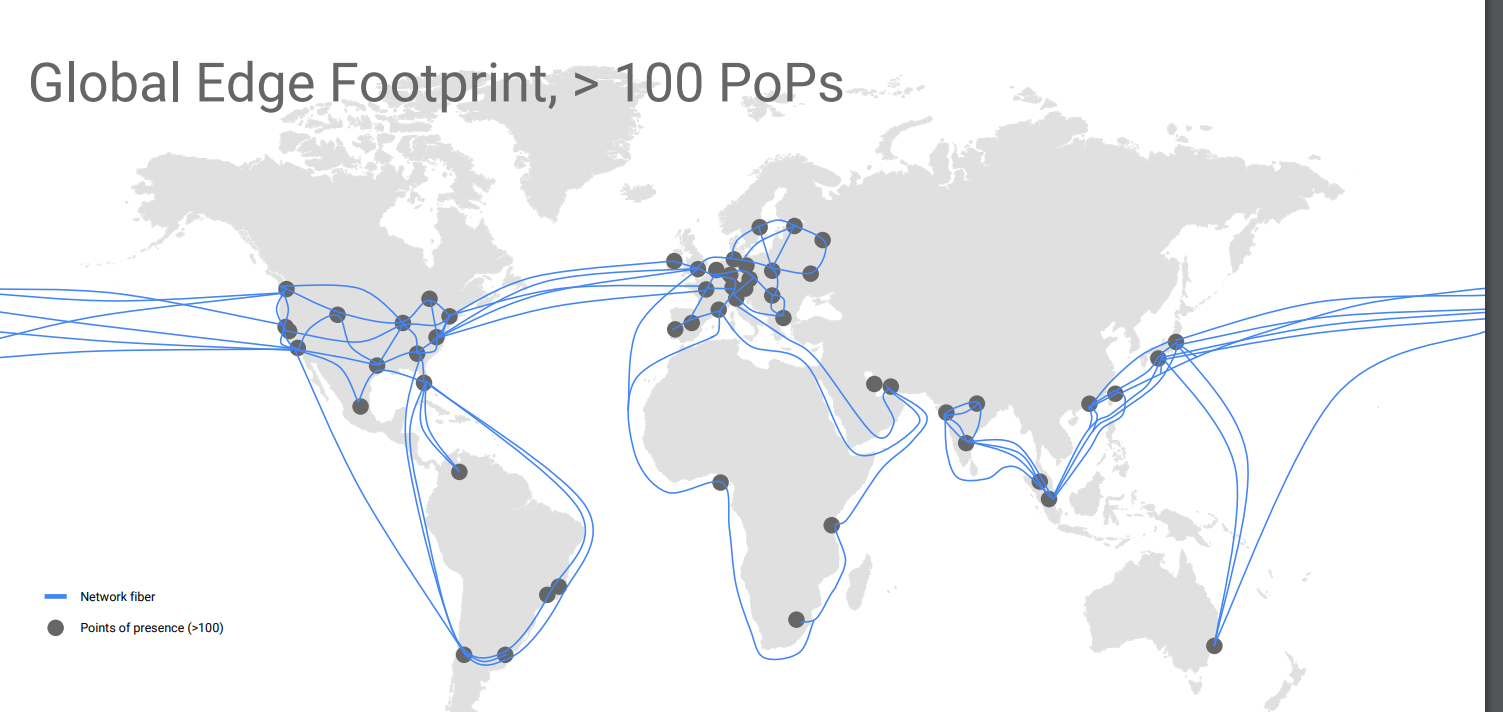 Global Edge Footprint, > 100 PoPs
Network fiber
Points of presence (>100)